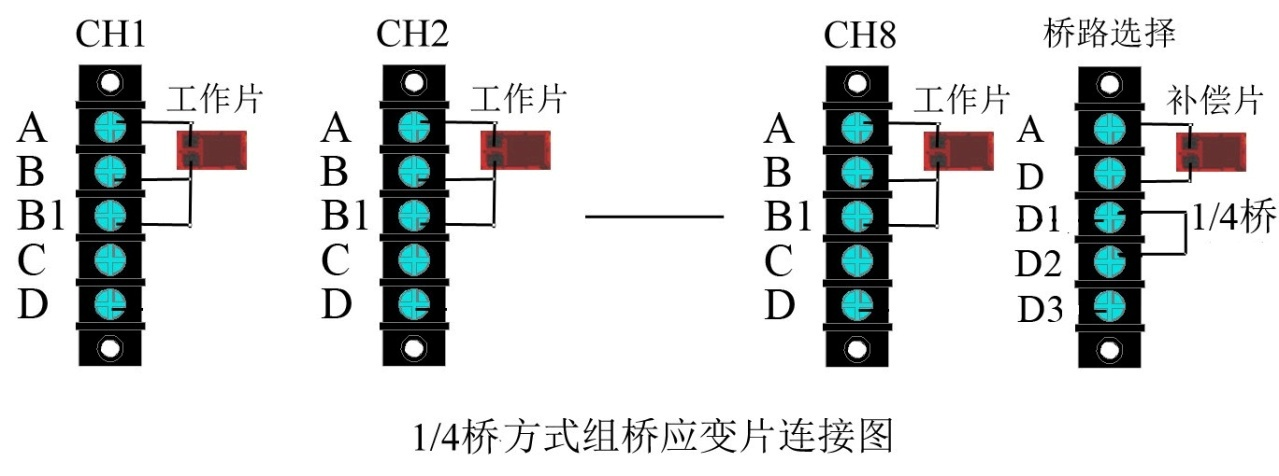 CH1
CH2
CH8
桥路选择
工作片
工作片
工作片
补偿片
A
B
B1
C
D
A
B
B1
C
D
A
B
B1
C
D
A
D
D1
D2
D3
1/4桥
1/4桥方式组桥应变片连接图